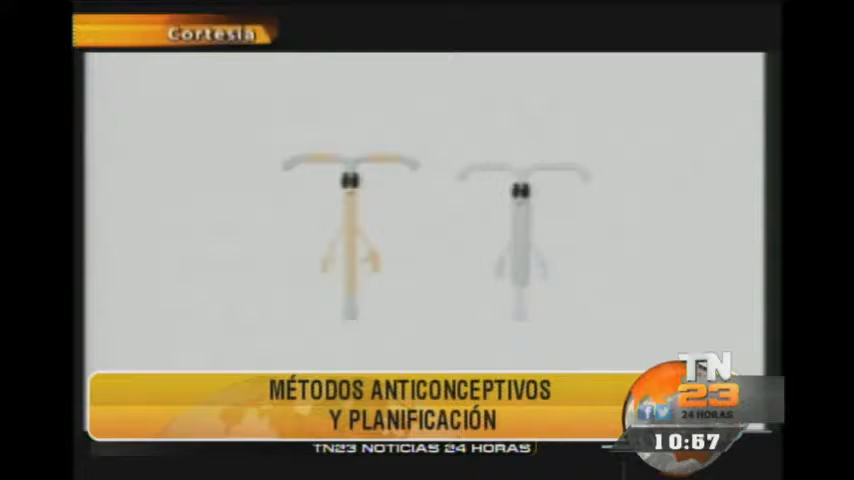 Cortesía
MÉTODOS ANTICONCEPTIVOS
Y PLANIFICACIÓN
TN23 NOTICIAS 24 HORAS
TN
23
24 HORAS
10:57